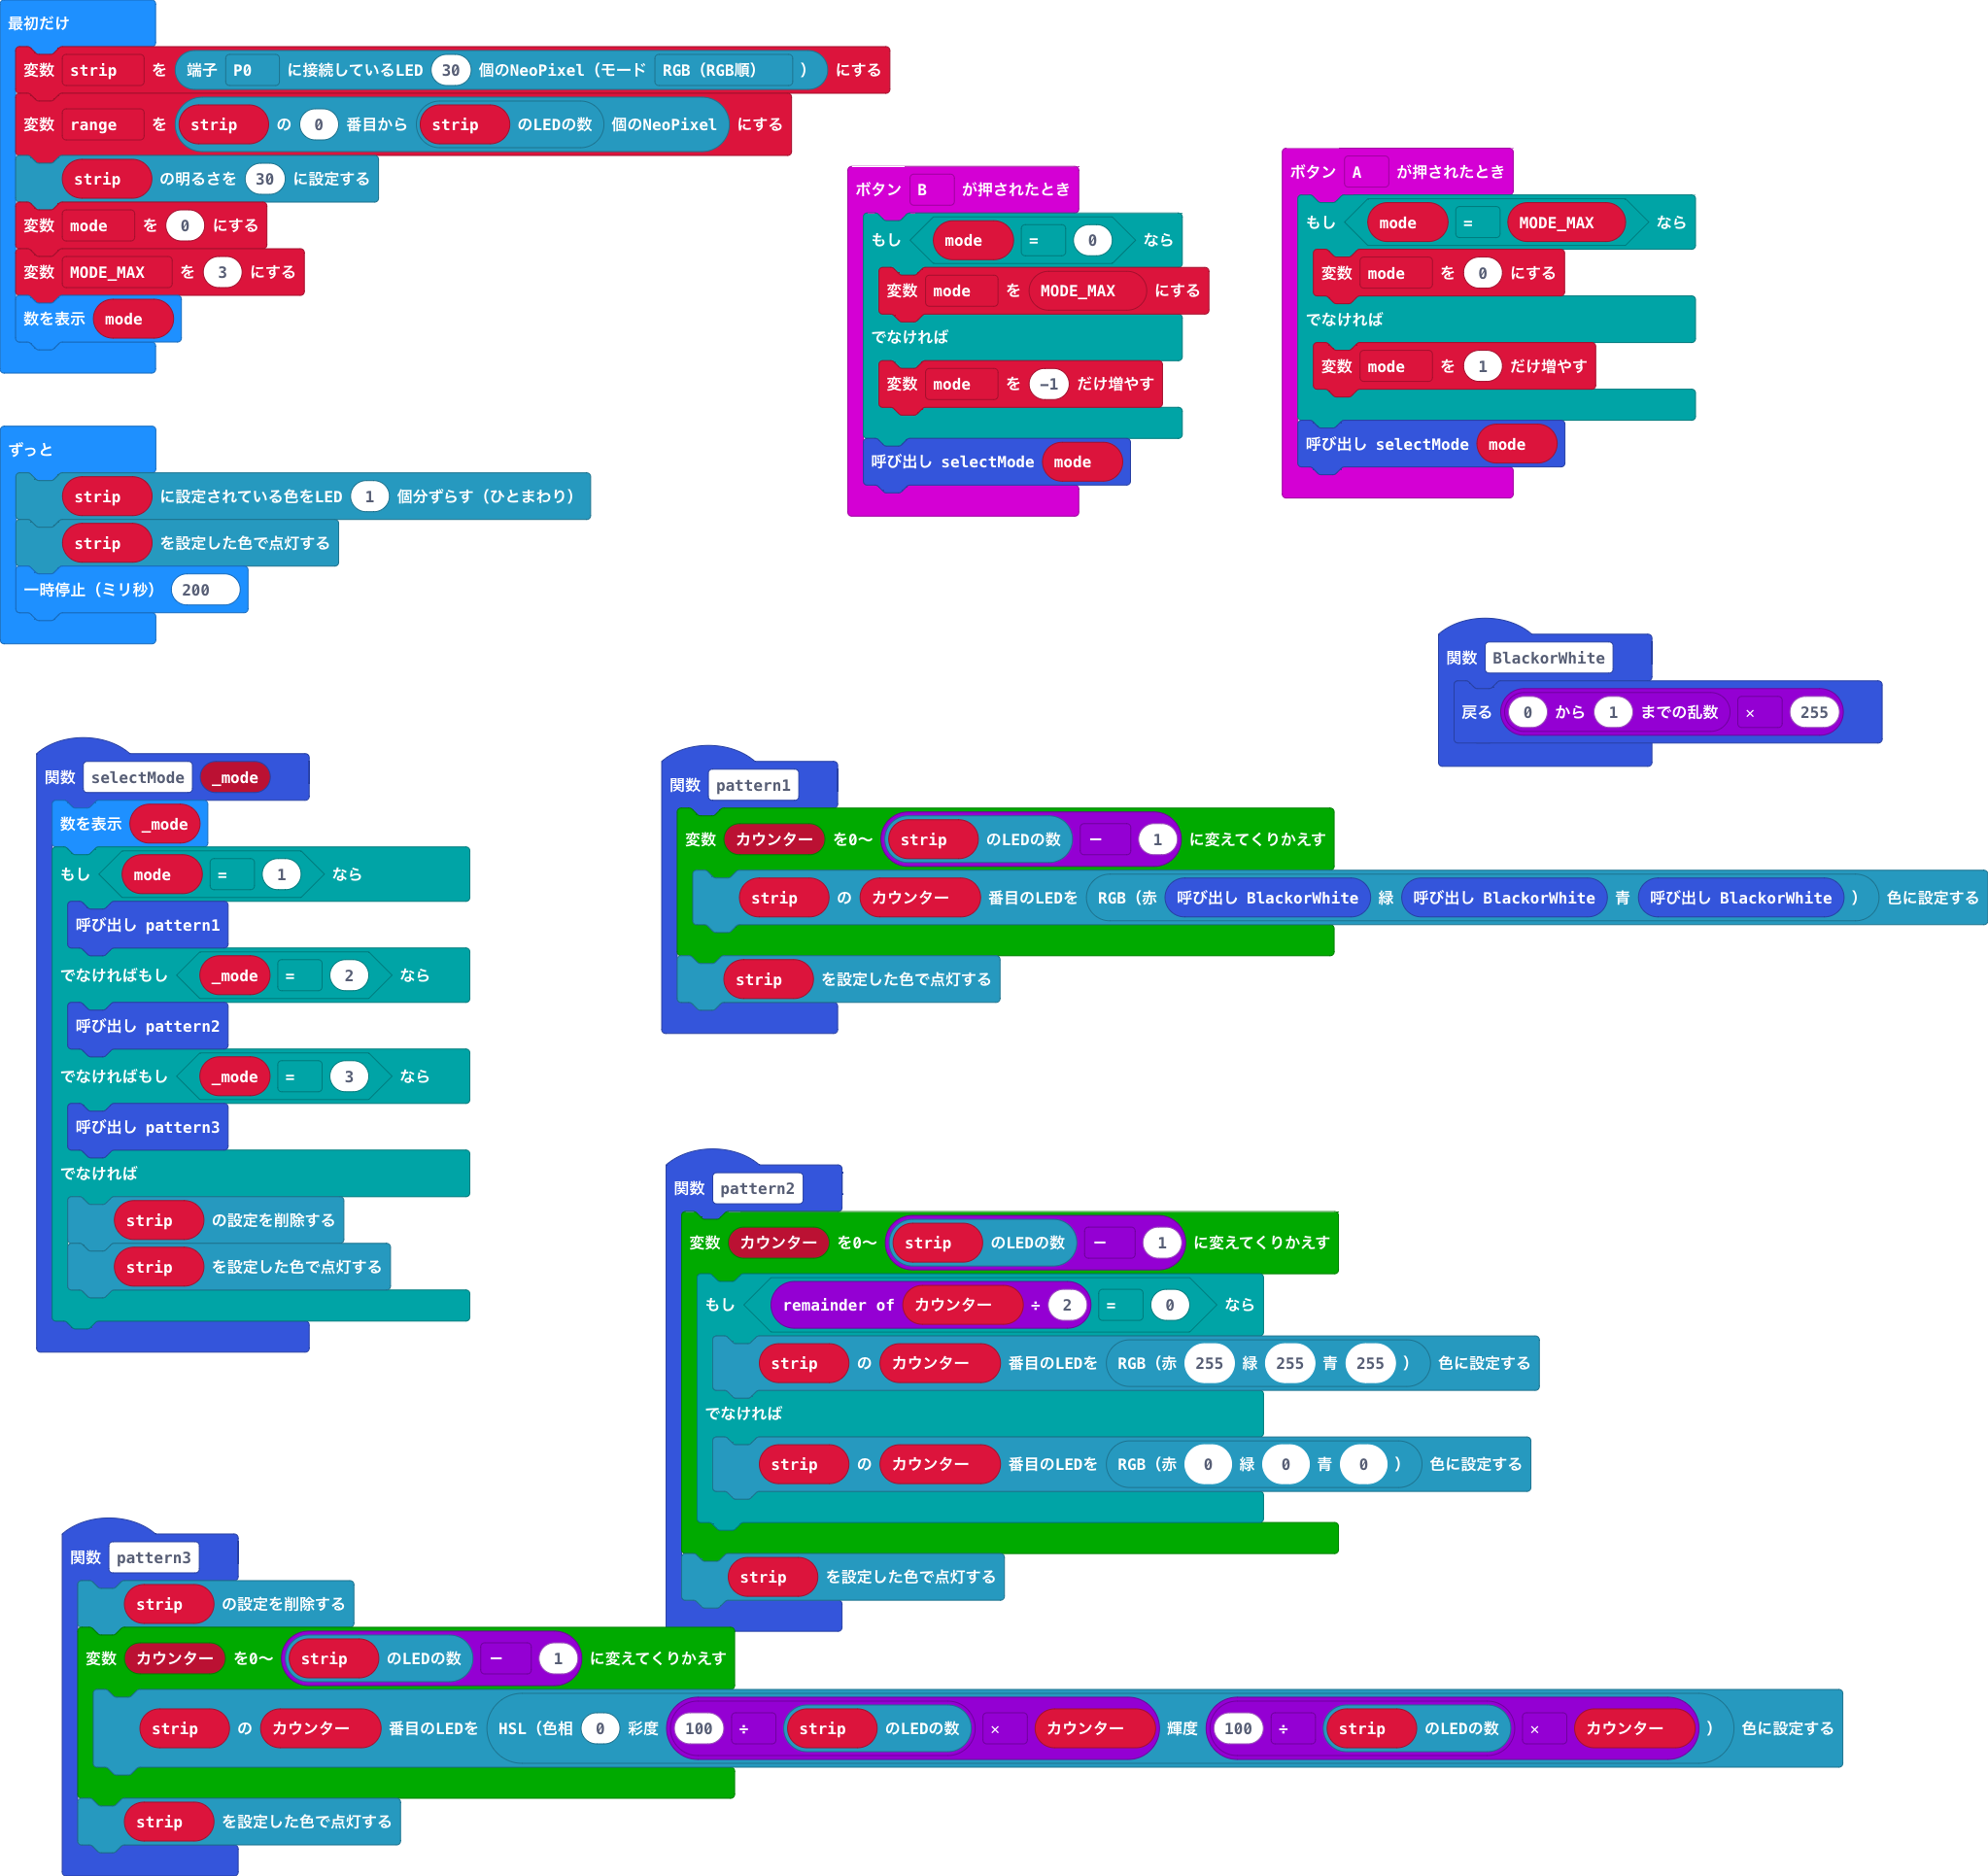 最初だけ
変数 strip を 端子 P0 に接続しているLED 30 個のNeoPixel（モード RGB（RGB順） ） にする
変数 range を strip の 0 番目から strip のLEDの数 個のNeoPixel にする
strip の明るさを 30 に設定する
変数 mode を 0 にする
変数 MODE_MAX を 3 にする
数を表示 mode
ずっと
strip に設定されている色をLED 1 個分ずらす（ひとまわり）
strip を設定した色で点灯する
一時停止（ミリ秒） 200
ボタン B が押されたとき
もし mode = 0 なら
変数 mode を MODE_MAX にする
でなければ
変数 mode を -1 だけ増やす
呼び出し selectMode mode
ボタン A が押されたとき
もし mode = MODE_MAX なら
変数 mode を 0 にする
でなければ
変数 mode を 1 だけ増やす
呼び出し selectMode mode
関数 BlackorWhite
戻る 0 から 1 までの乱数 × 255
関数 selectMode _mode
数を表示 _mode
もし mode = 1 なら
呼び出し pattern1
でなければもし _mode = 2 なら
呼び出し pattern2
でなければもし _mode = 3 なら
呼び出し pattern3
でなければ
strip の設定を削除する
strip を設定した色で点灯する
関数 pattern1
変数 カウンター を0～ strip のLEDの数 － 1 に変えてくりかえす
strip の カウンター 番目のLEDを RGB（赤 呼び出し BlackorWhite 緑 呼び出し BlackorWhite 青 呼び出し BlackorWhite ） 色に設定する
strip を設定した色で点灯する
関数 pattern2
変数 カウンター を0～ strip のLEDの数 － 1 に変えてくりかえす
もし remainder of カウンター ÷ 2 = 0 なら
strip の カウンター 番目のLEDを RGB（赤 255 緑 255 青 255 ） 色に設定する
でなければ
strip の カウンター 番目のLEDを RGB（赤 0 緑 0 青 0 ） 色に設定する
strip を設定した色で点灯する
関数 pattern3
strip の設定を削除する
変数 カウンター を0～ strip のLEDの数 － 1 に変えてくりかえす
strip の カウンター 番目のLEDを HSL（色相 0 彩度 100 ÷ strip のLEDの数 × カウンター 輝度 100 ÷ strip のLEDの数 × カウンター ） 色に設定する
strip を設定した色で点灯する